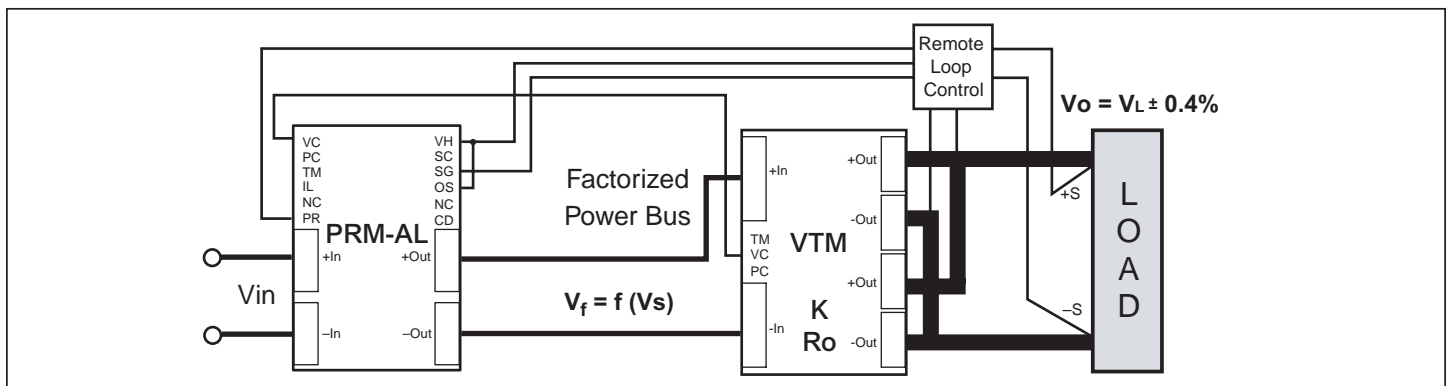 Remote
Loop
Control
Vo = VL ± 0.4%
VC
PC
TM
IL
NC
PR
VH
SC
SG
OS
NC
CD
PRM-AL
+In
+Out
–In
–Out
Vin
Factorized
Power Bus
Vf = f (Vs)
+In
+Out
-Out
TM
VC
PC
VTM
+Out
K
Ro
-In
-Out
+S
–S
L
O
A
D